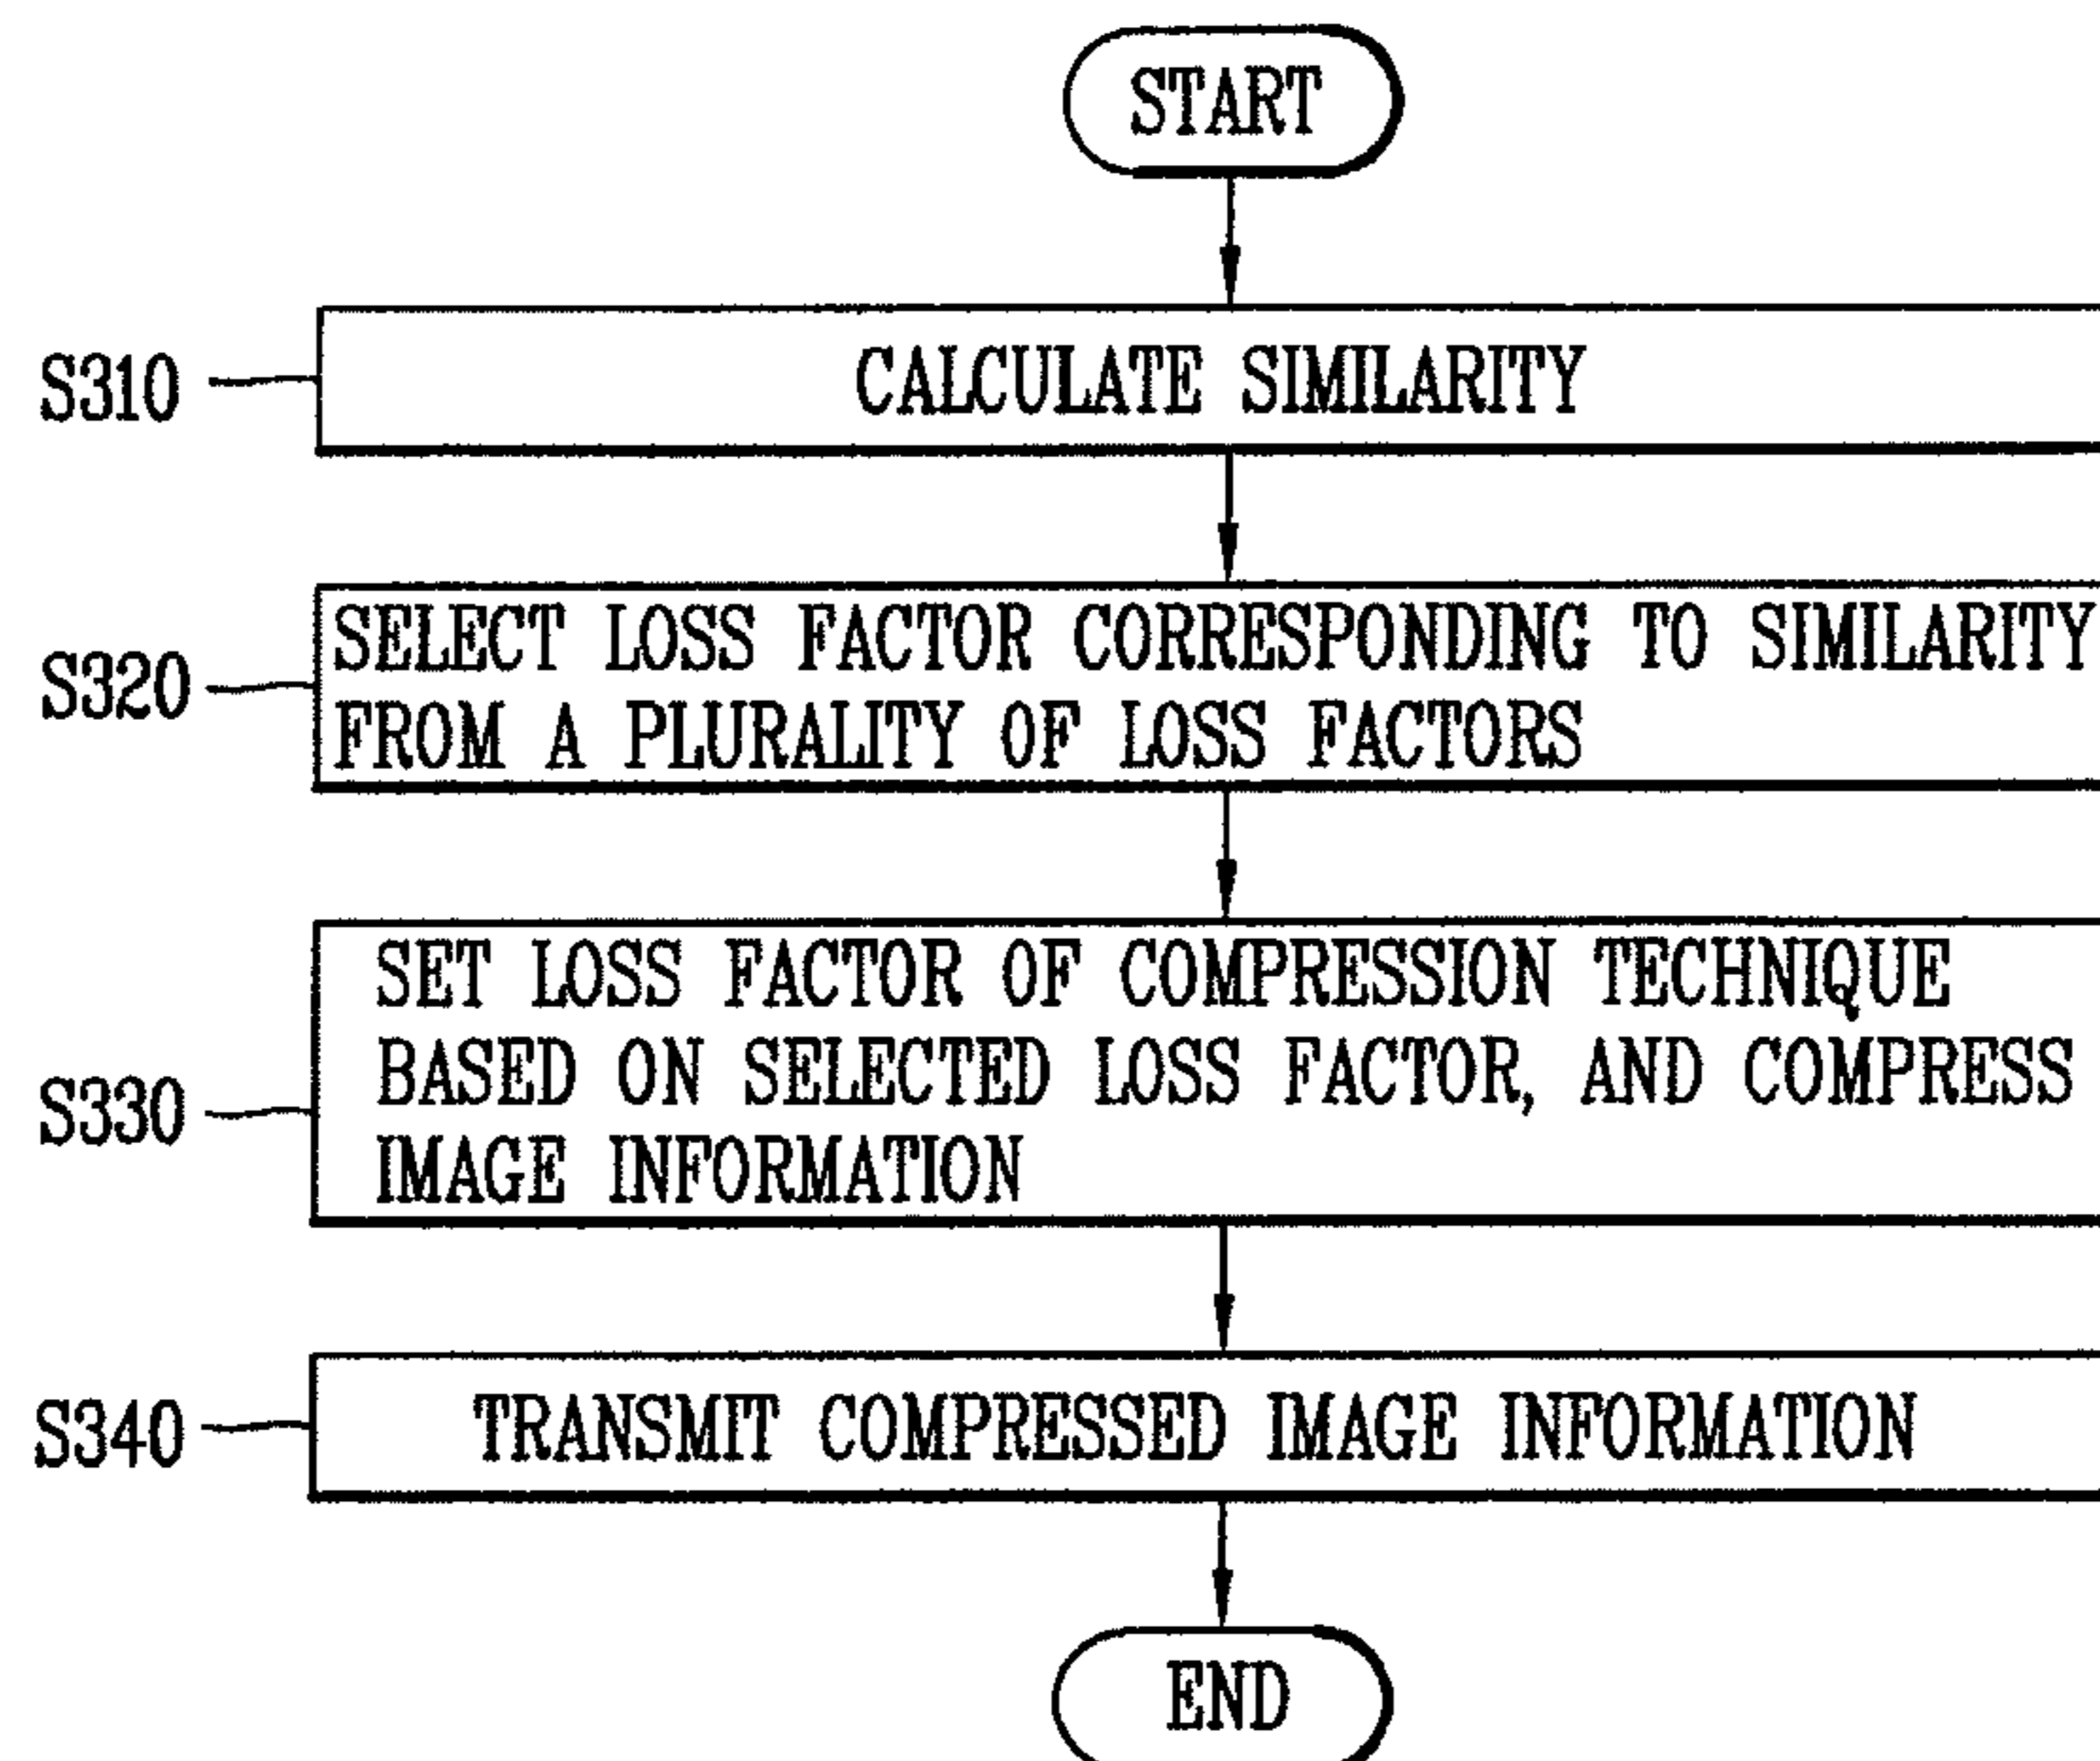 START
S310
CALCULATE SIMILARITY
S320
SELECT LOSS FACTOR CORRESPONDING TO SIMILARITY
FROM A PLURALITY OF LOSS FACTORS
S330
SET LOSS FACTOR OF COMPRESSION TECHNIQUE
BASED ON SELECTED LOSS FACTOR, AND COMPRESS
IMAGE INFORMATION
S340
TRANSMIT COMPRESSED IMAGE INFORMATION
END